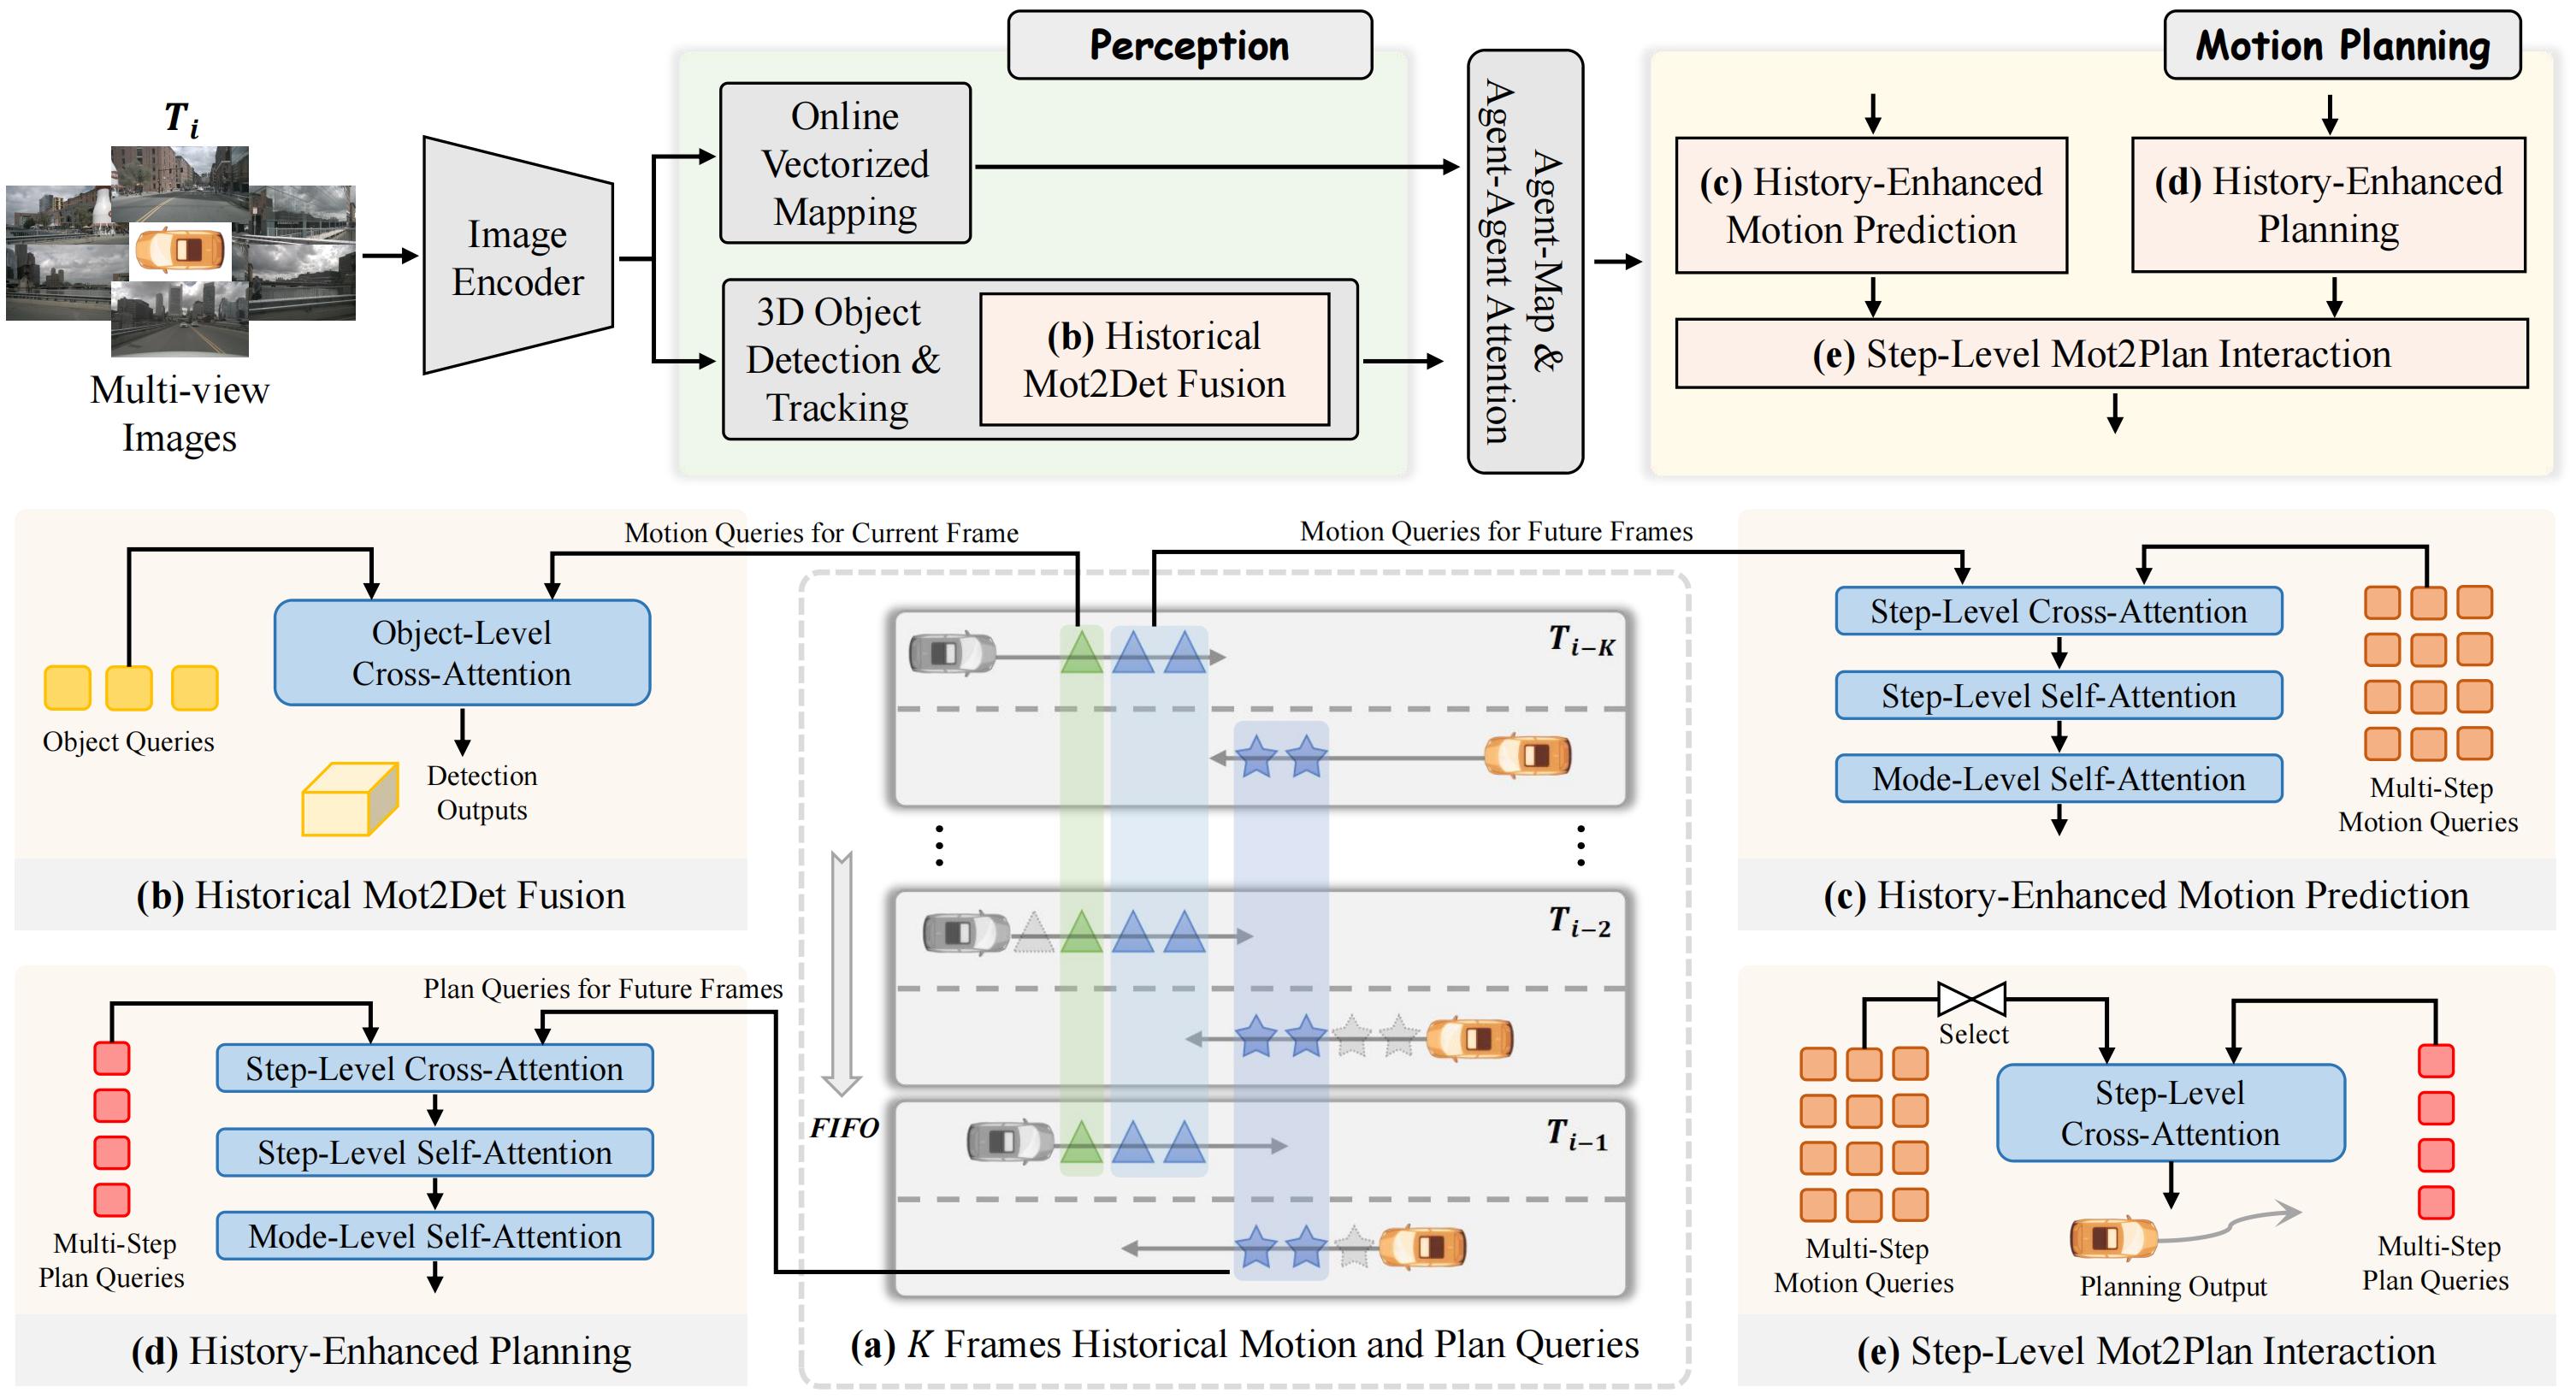 Perception
Motion Planning
T_i
Multi-view
Images
Image
Encoder
Online
Vectorized
Mapping
3D Object
Detection &
Tracking
(b) Historical
Mot2Det Fusion
Agent-Map &
Agent-Agent Attention
(c) History-Enhanced
Motion Prediction
(d) History-Enhanced
Planning
(e) Step-Level Mot2Plan Interaction
Motion Queries for Current Frame
Object-Level
Cross-Attention
Object Queries
Detection
Outputs
(b) Historical Mot2Det Fusion
Plan Queries for Future Frames
Step-Level Cross-Attention
Step-Level Self-Attention
Mode-Level Self-Attention
Multi-Step
Plan Queries
(d) History-Enhanced Planning
Motion Queries for Future Frames
T_{i-K}
T_{i-2}
FIFO
T_{i-1}
(a) K Frames Historical Motion and Plan Queries
Step-Level Cross-Attention
Step-Level Self-Attention
Mode-Level Self-Attention
Multi-Step
Motion Queries
(c) History-Enhanced Motion Prediction
Select
Step-Level
Cross-Attention
Multi-Step
Motion Queries
Planning Output
Multi-Step
Plan Queries
(e) Step-Level Mot2Plan Interaction